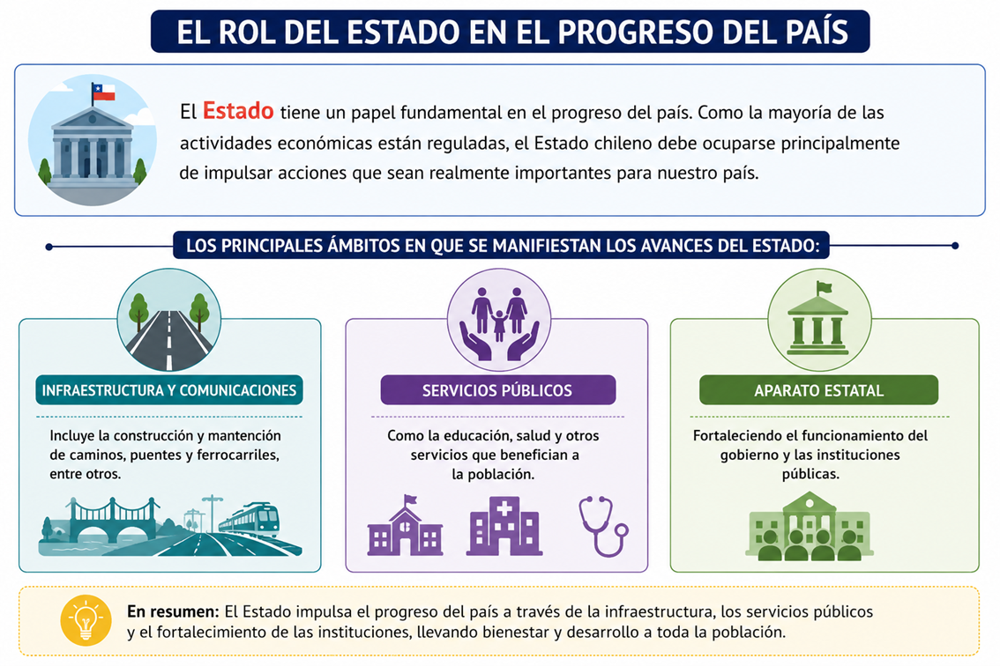 EL ROL DEL ESTADO EN EL PROGRESO DEL PAÍS
El Estado tiene un papel fundamental en el progreso del país. Como la mayoría de las
actividades económicas están reguladas, el Estado chileno debe ocuparse principalmente
de impulsar acciones que sean realmente importantes para nuestro país.
LOS PRINCIPALES ÁMBITOS EN QUE SE MANIFIESTAN LOS AVANCES DEL ESTADO:
INFRAESTRUCTURA Y COMUNICACIONES
Incluye la construcción y mantención
de caminos, puentes y ferrocarriles,
entre otros.
SERVICIOS PÚBLICOS
Como la educación, salud y otros
servicios que benefician a
la población.
APARATO ESTATAL
Fortaleciendo el funcionamiento del
gobierno y las instituciones
públicas.
En resumen: El Estado impulsa el progreso del país a través de la infraestructura, los servicios públicos
y el fortalecimiento de las instituciones, llevando bienestar y desarrollo a toda la población.